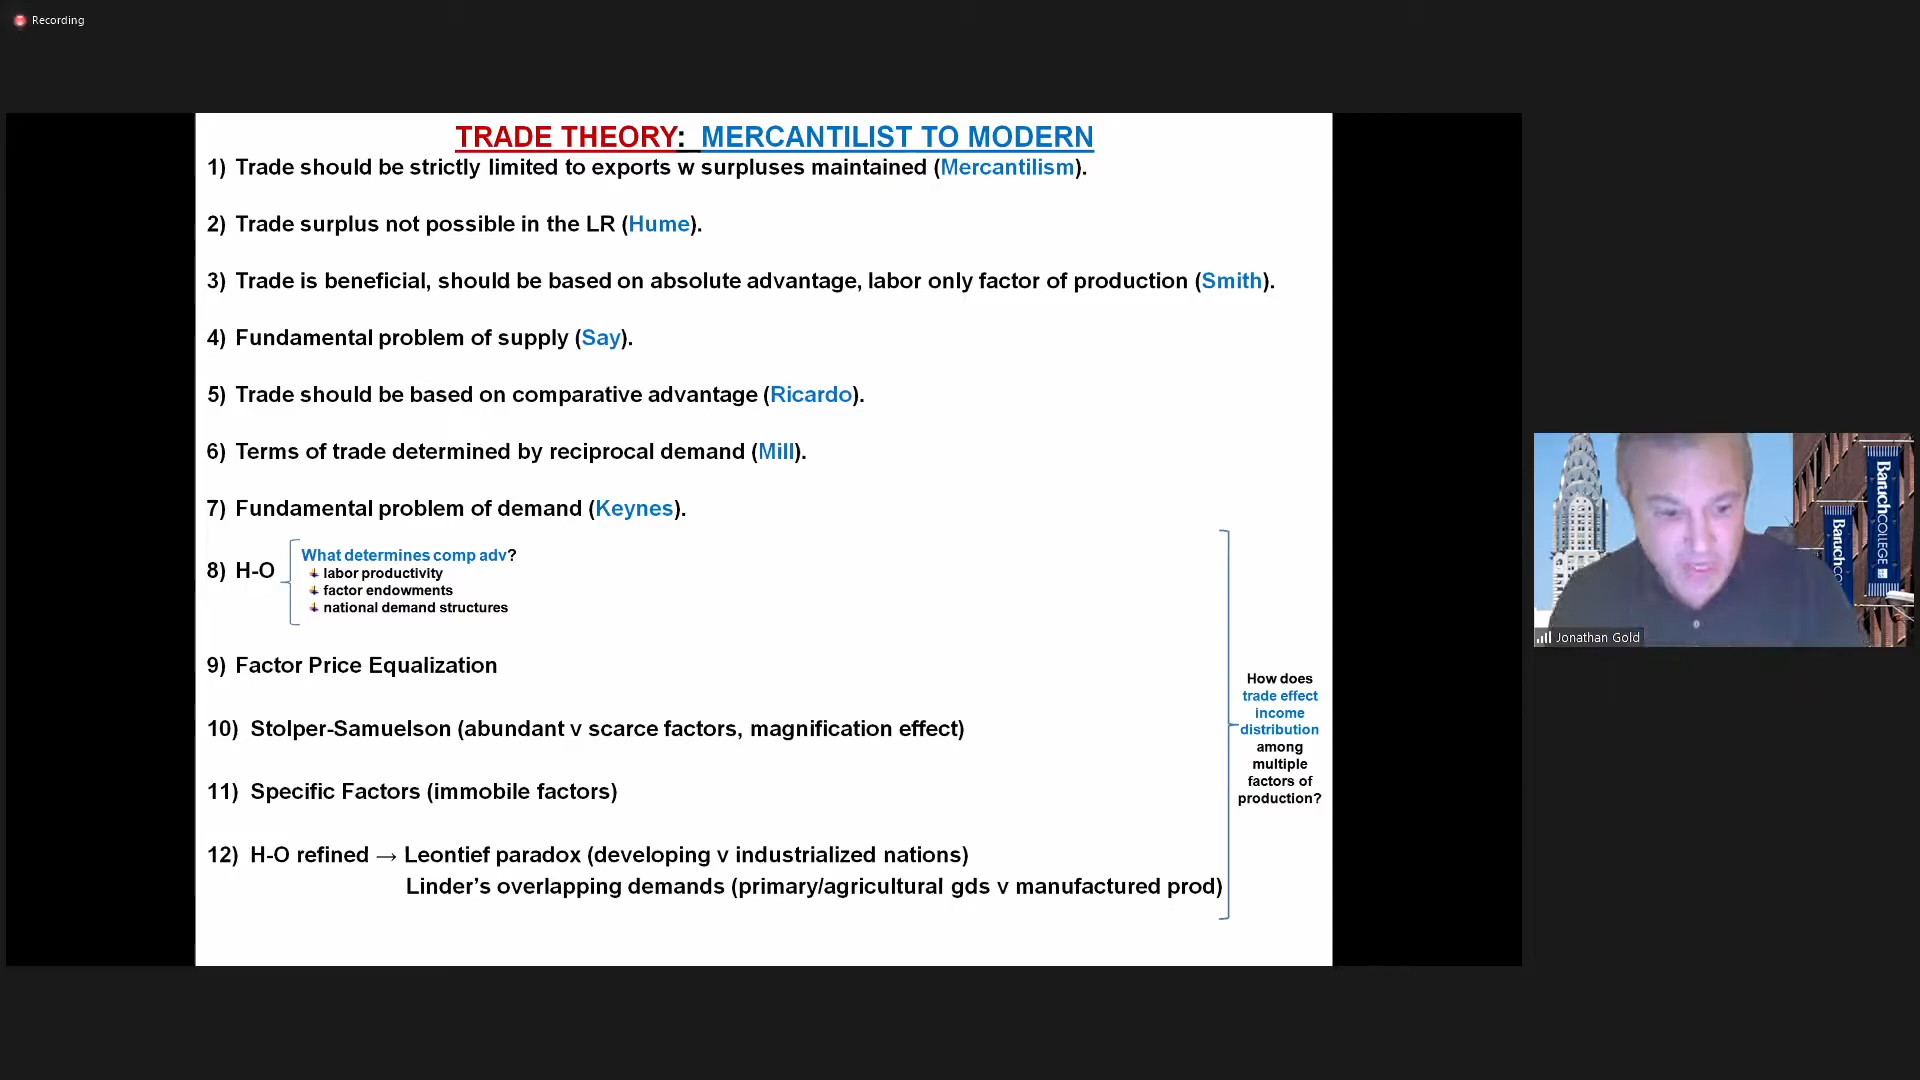 Recording
TRADE THEORY: MERCANTILIST TO MODERN
1) Trade should be strictly limited to exports w surpluses maintained (Mercantilism).
2) Trade surplus not possible in the LR (Hume).
3) Trade is beneficial, should be based on absolute advantage, labor only factor of production (Smith).
4) Fundamental problem of supply (Say).
5) Trade should be based on comparative advantage (Ricardo).
6) Terms of trade determined by reciprocal demand (Mill).
7) Fundamental problem of demand (Keynes).
8) H-O
What determines comp adv?
labor productivity
factor endowments
national demand structures
9) Factor Price Equalization
10) Stolper-Samuelson (abundant v scarce factors, magnification effect)
11) Specific Factors (immobile factors)
12) H-O refined → Leontief paradox (developing v industrialized nations)
Linder’s overlapping demands (primary/agricultural gds v manufactured prod)
How does
trade effect
income
distribution
among
multiple
factors of
production?
Baruch COLLEGE
Baruch CO
Jonathan Gold